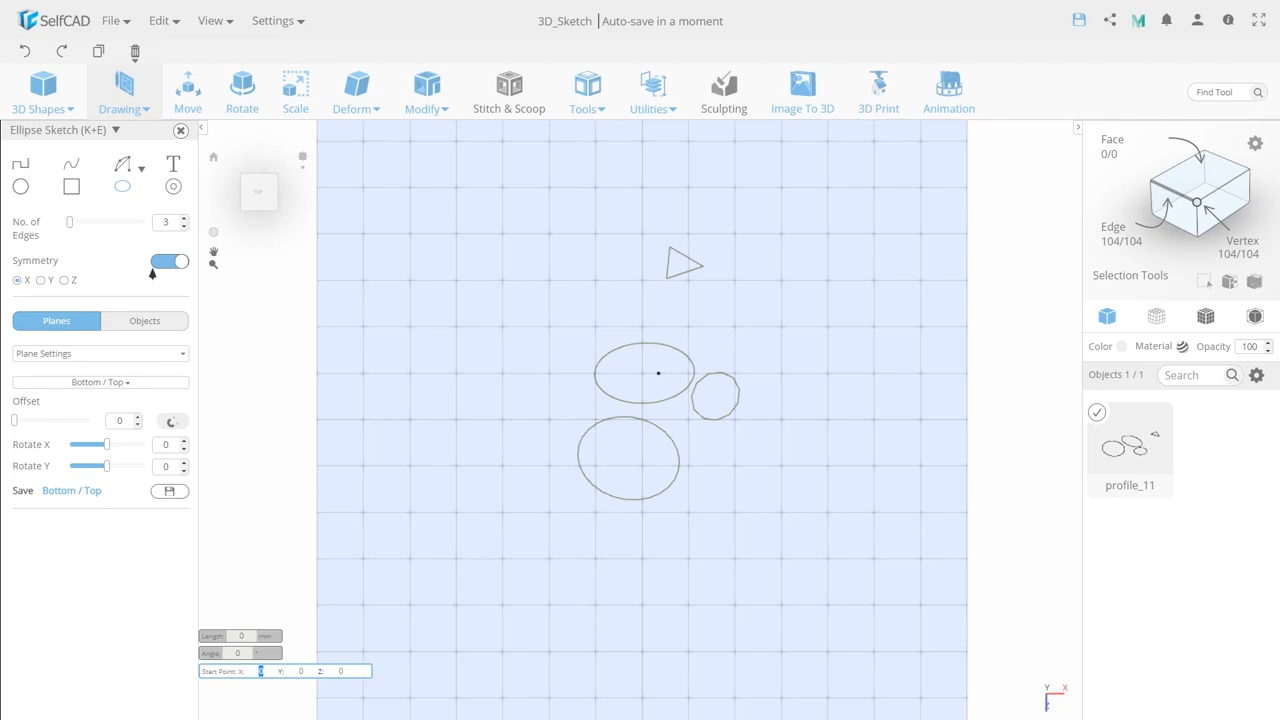 SelfCAD File Edit View Settings 3D_Sketch Auto-save in a moment
3D Shapes Drawing Move Rotate Scale Deform Modify Stitch & Scoop Tools Utilities Sculpting Image To 3D 3D Print Animation Find Tool
Ellipse Sketch (K+E)
T
No. of
Edges
3
Symmetry
X Y Z
Planes Objects
Plane Settings
Bottom / Top
Offset
0
Rotate X 0
Rotate Y 0
Save Bottom / Top
TOP
Length: 0 mm
Angle: 0 °
Start Point: X: 0 Y: 0 Z: 0
Y X
Z
Face
0/0
Edge
104/104
Vertex
104/104
Selection Tools
Color Material Opacity 100
Objects 1 / 1 Search
profile_11